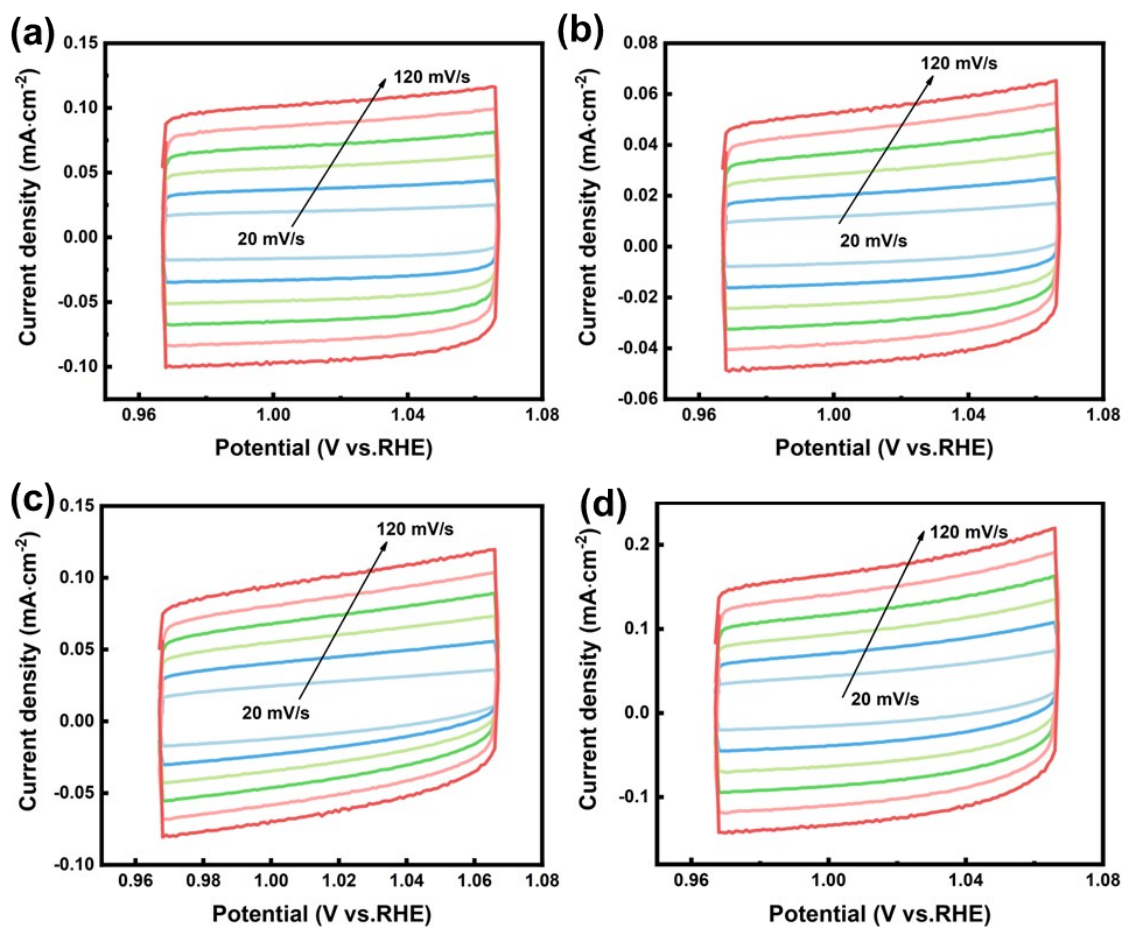 (a)
0.15
0.10
0.05
0.00
-0.05
-0.10
0.96
1.00
1.04
1.08
Current density (mA·cm⁻²)
Potential (V vs.RHE)
120 mV/s
20 mV/s
(b)
0.08
0.06
0.04
0.02
0.00
-0.02
-0.04
-0.06
0.96
1.00
1.04
1.08
Current density (mA·cm⁻²)
Potential (V vs.RHE)
120 mV/s
20 mV/s
(c)
0.15
0.10
0.05
0.00
-0.05
-0.10
0.96
0.98
1.00
1.02
1.04
1.06
1.08
Current density (mA·cm⁻²)
Potential (V vs.RHE)
120 mV/s
20 mV/s
(d)
0.2
0.1
0.0
-0.1
0.96
1.00
1.04
1.08
Current density (mA·cm⁻²)
Potential (V vs.RHE)
120 mV/s
20 mV/s